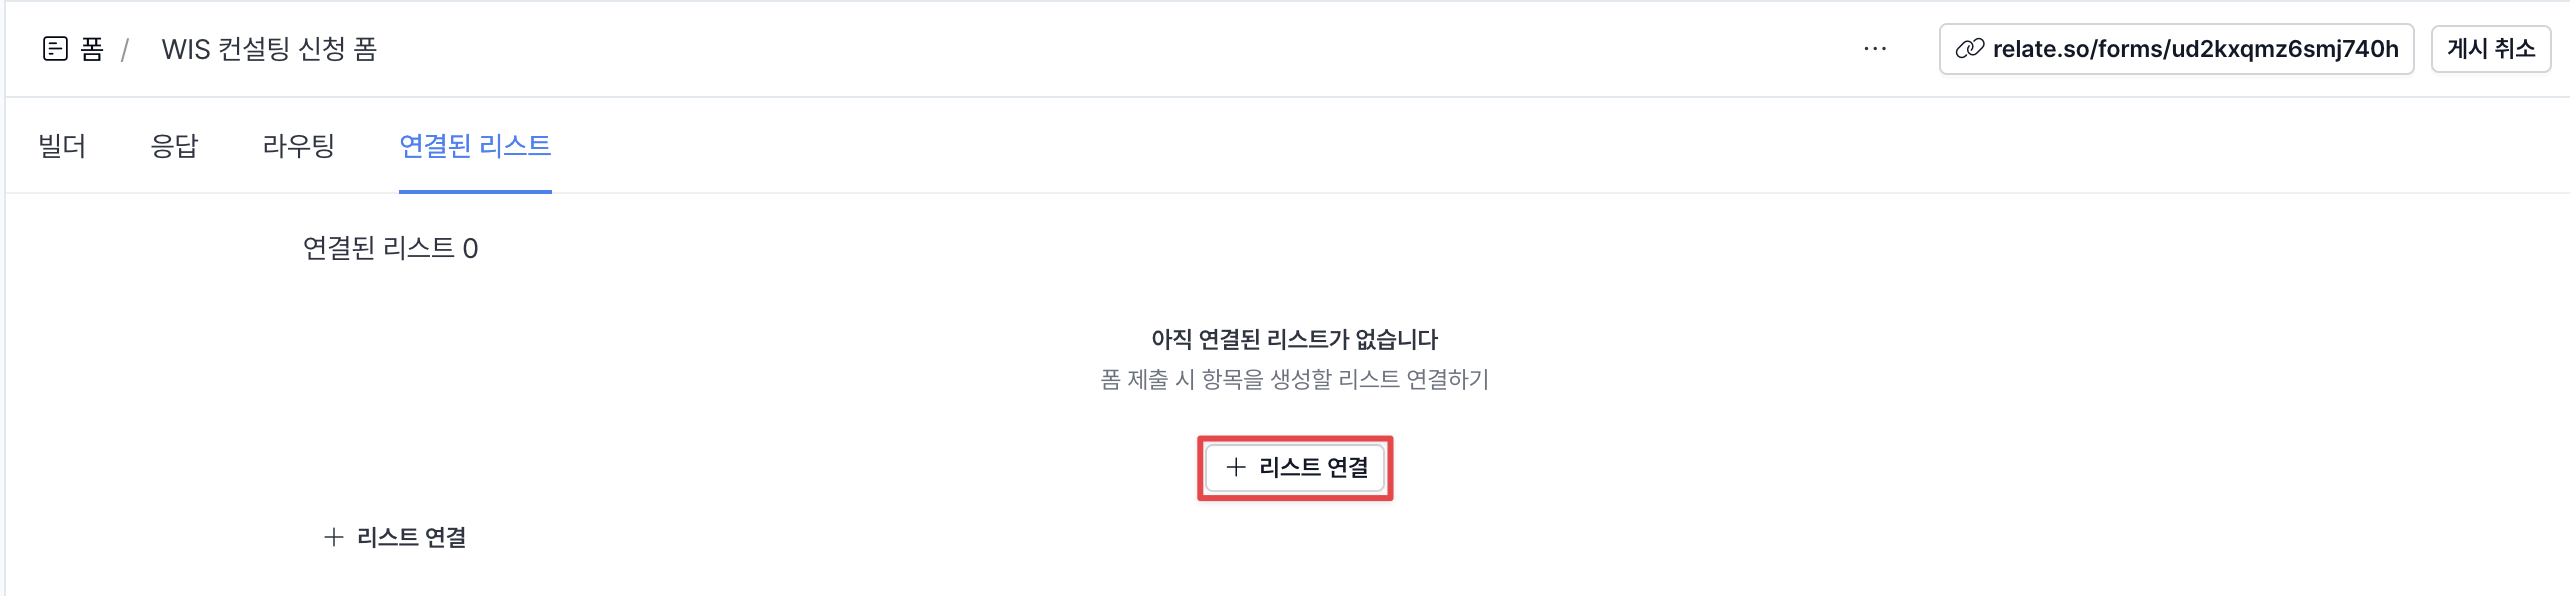 폼 / WIS 컨설팅 신청 폼 ··· relate.so/forms/ud2kxqmz6smj740h 게시 취소
빌더 응답 라우팅 연결된 리스트
연결된 리스트 0
아직 연결된 리스트가 없습니다
폼 제출 시 항목을 생성할 리스트 연결하기
+ 리스트 연결
+ 리스트 연결